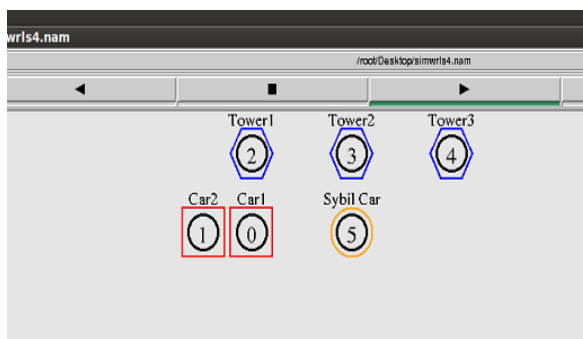 wrls4.nam
/root/Desktop/simwrls4.nam
Tower1 Tower2 Tower3
2 3 4
Car2 Car1 Sybil Car
1 0 5